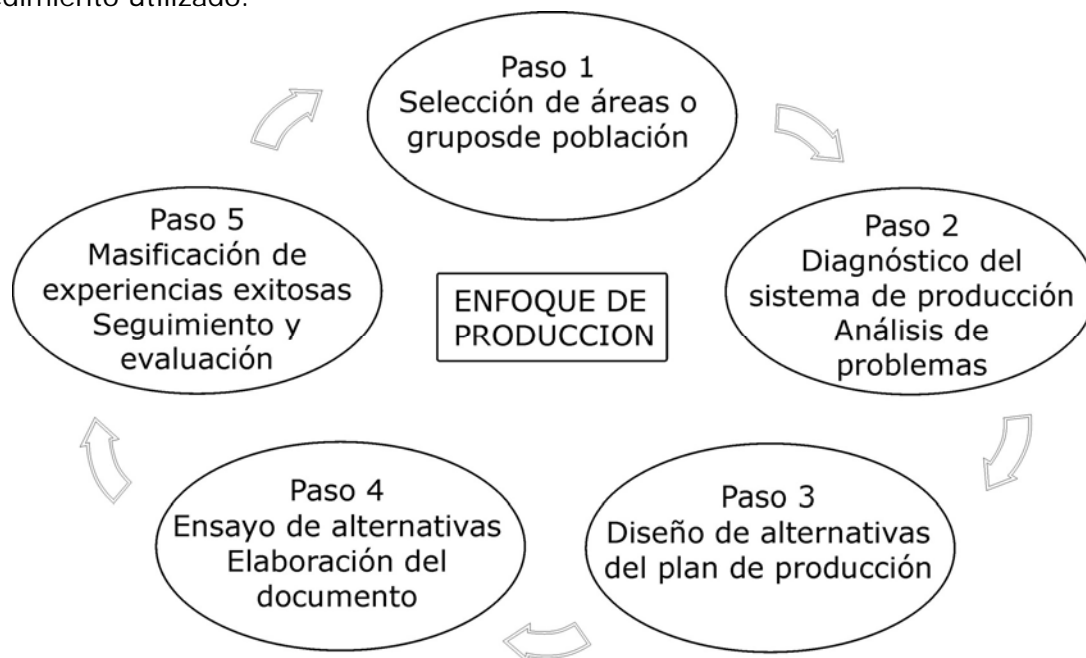 Paso 1
Selección de áreas o
gruposde población
Paso 2
Diagnóstico del
sistema de producción
Análisis de
problemas
Paso 3
Diseño de alternativas
del plan de producción
Paso 4
Ensayo de alternativas
Elaboración del
documento
Paso 5
Masificación de
experiencias exitosas
Seguimiento y
evaluación
ENFOQUE DE
PRODUCCION